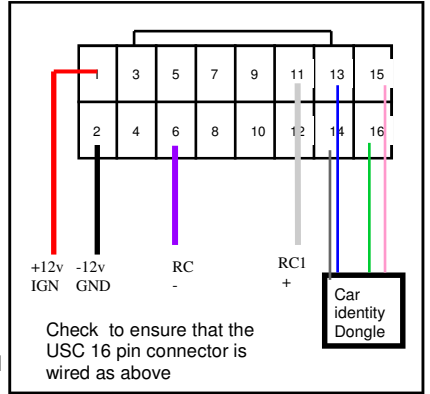 3 5 7 9 11 13 15
2 4 6 8 10 12 14 16
+12v -12v RC RC1
IGN GND - +
Car
identity
Dongle
Check to ensure that the
USC 16 pin connector is
wired as above